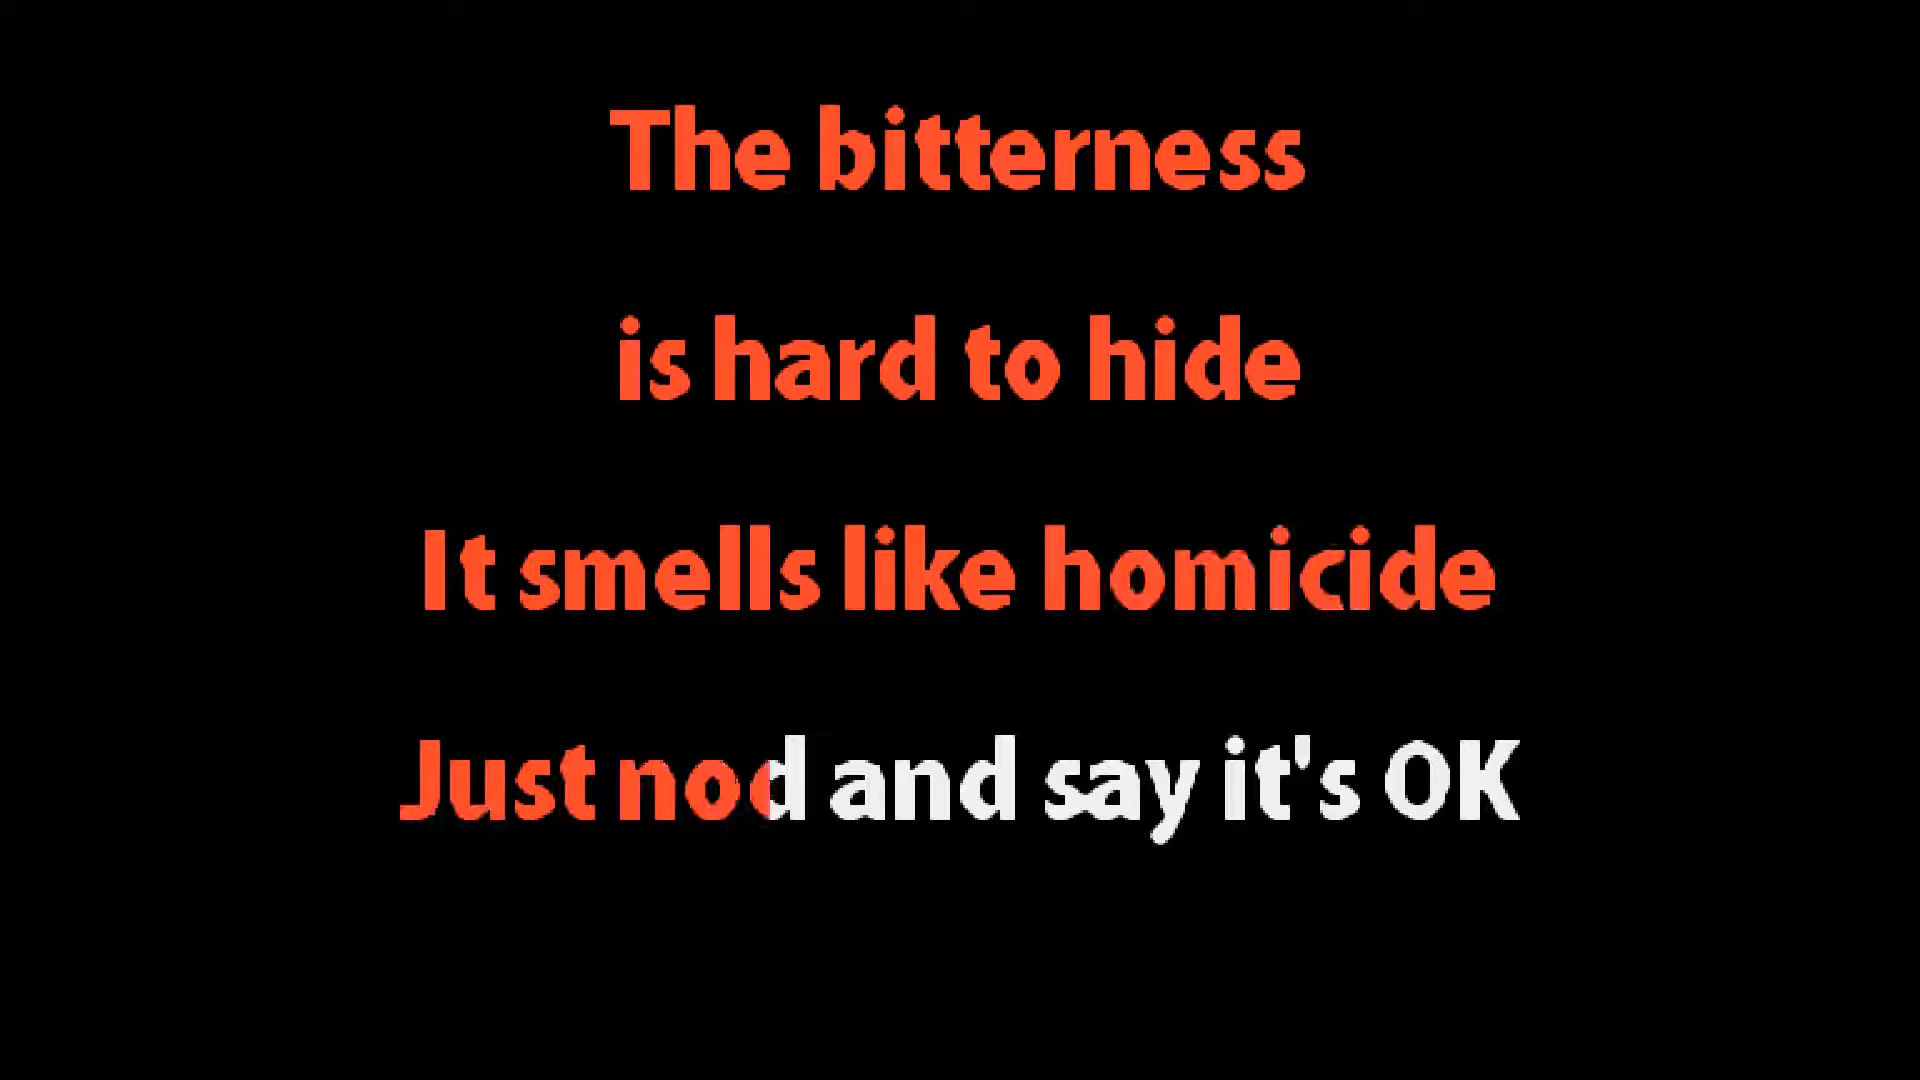 The bitterness
is hard to hide
It smells like homicide
Just nod and say it's OK